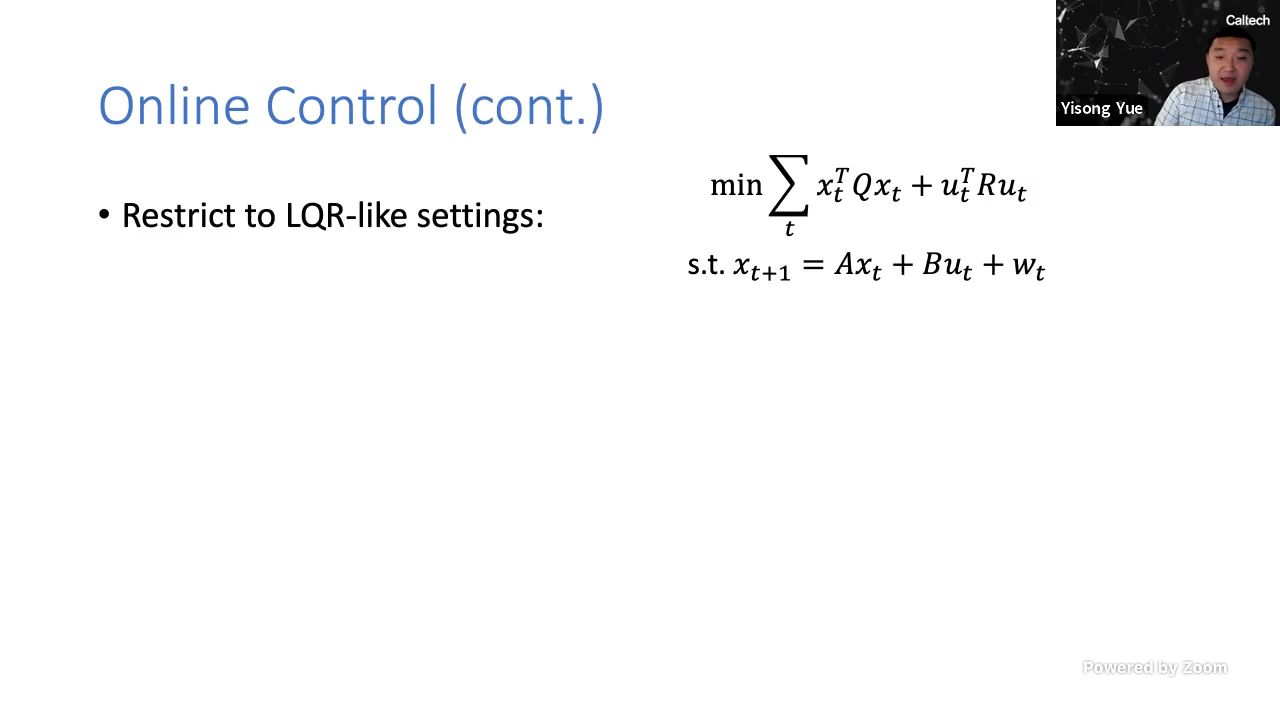 Caltech
Yisong Yue
Online Control (cont.)
• Restrict to LQR-like settings:
min ∑_t x_t^T Q x_t + u_t^T R u_t
s.t. x_{t+1} = Ax_t + Bu_t + w_t
Powered by Zoom